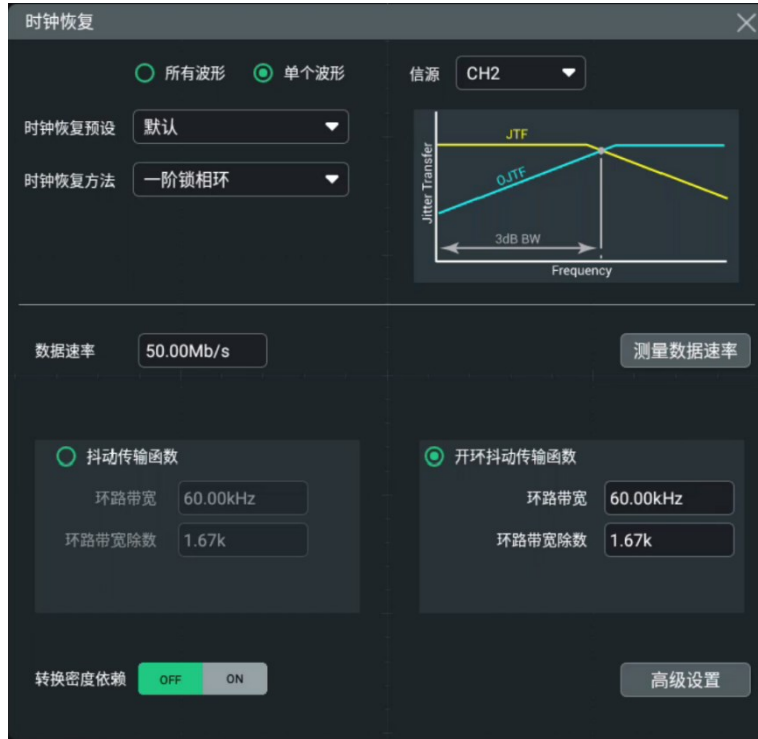 时钟恢复
所有波形 单个波形 信源 CH2
时钟恢复预设 默认
时钟恢复方法 一阶锁相环
Jitter Transfer
JTF
OJTF
3dB BW
Frequency
数据速率 50.00Mb/s 测量数据速率
抖动传输函数
环路带宽 60.00kHz
环路带宽除数 1.67k
开环抖动传输函数
环路带宽 60.00kHz
环路带宽除数 1.67k
转换密度依赖 OFF ON 高级设置